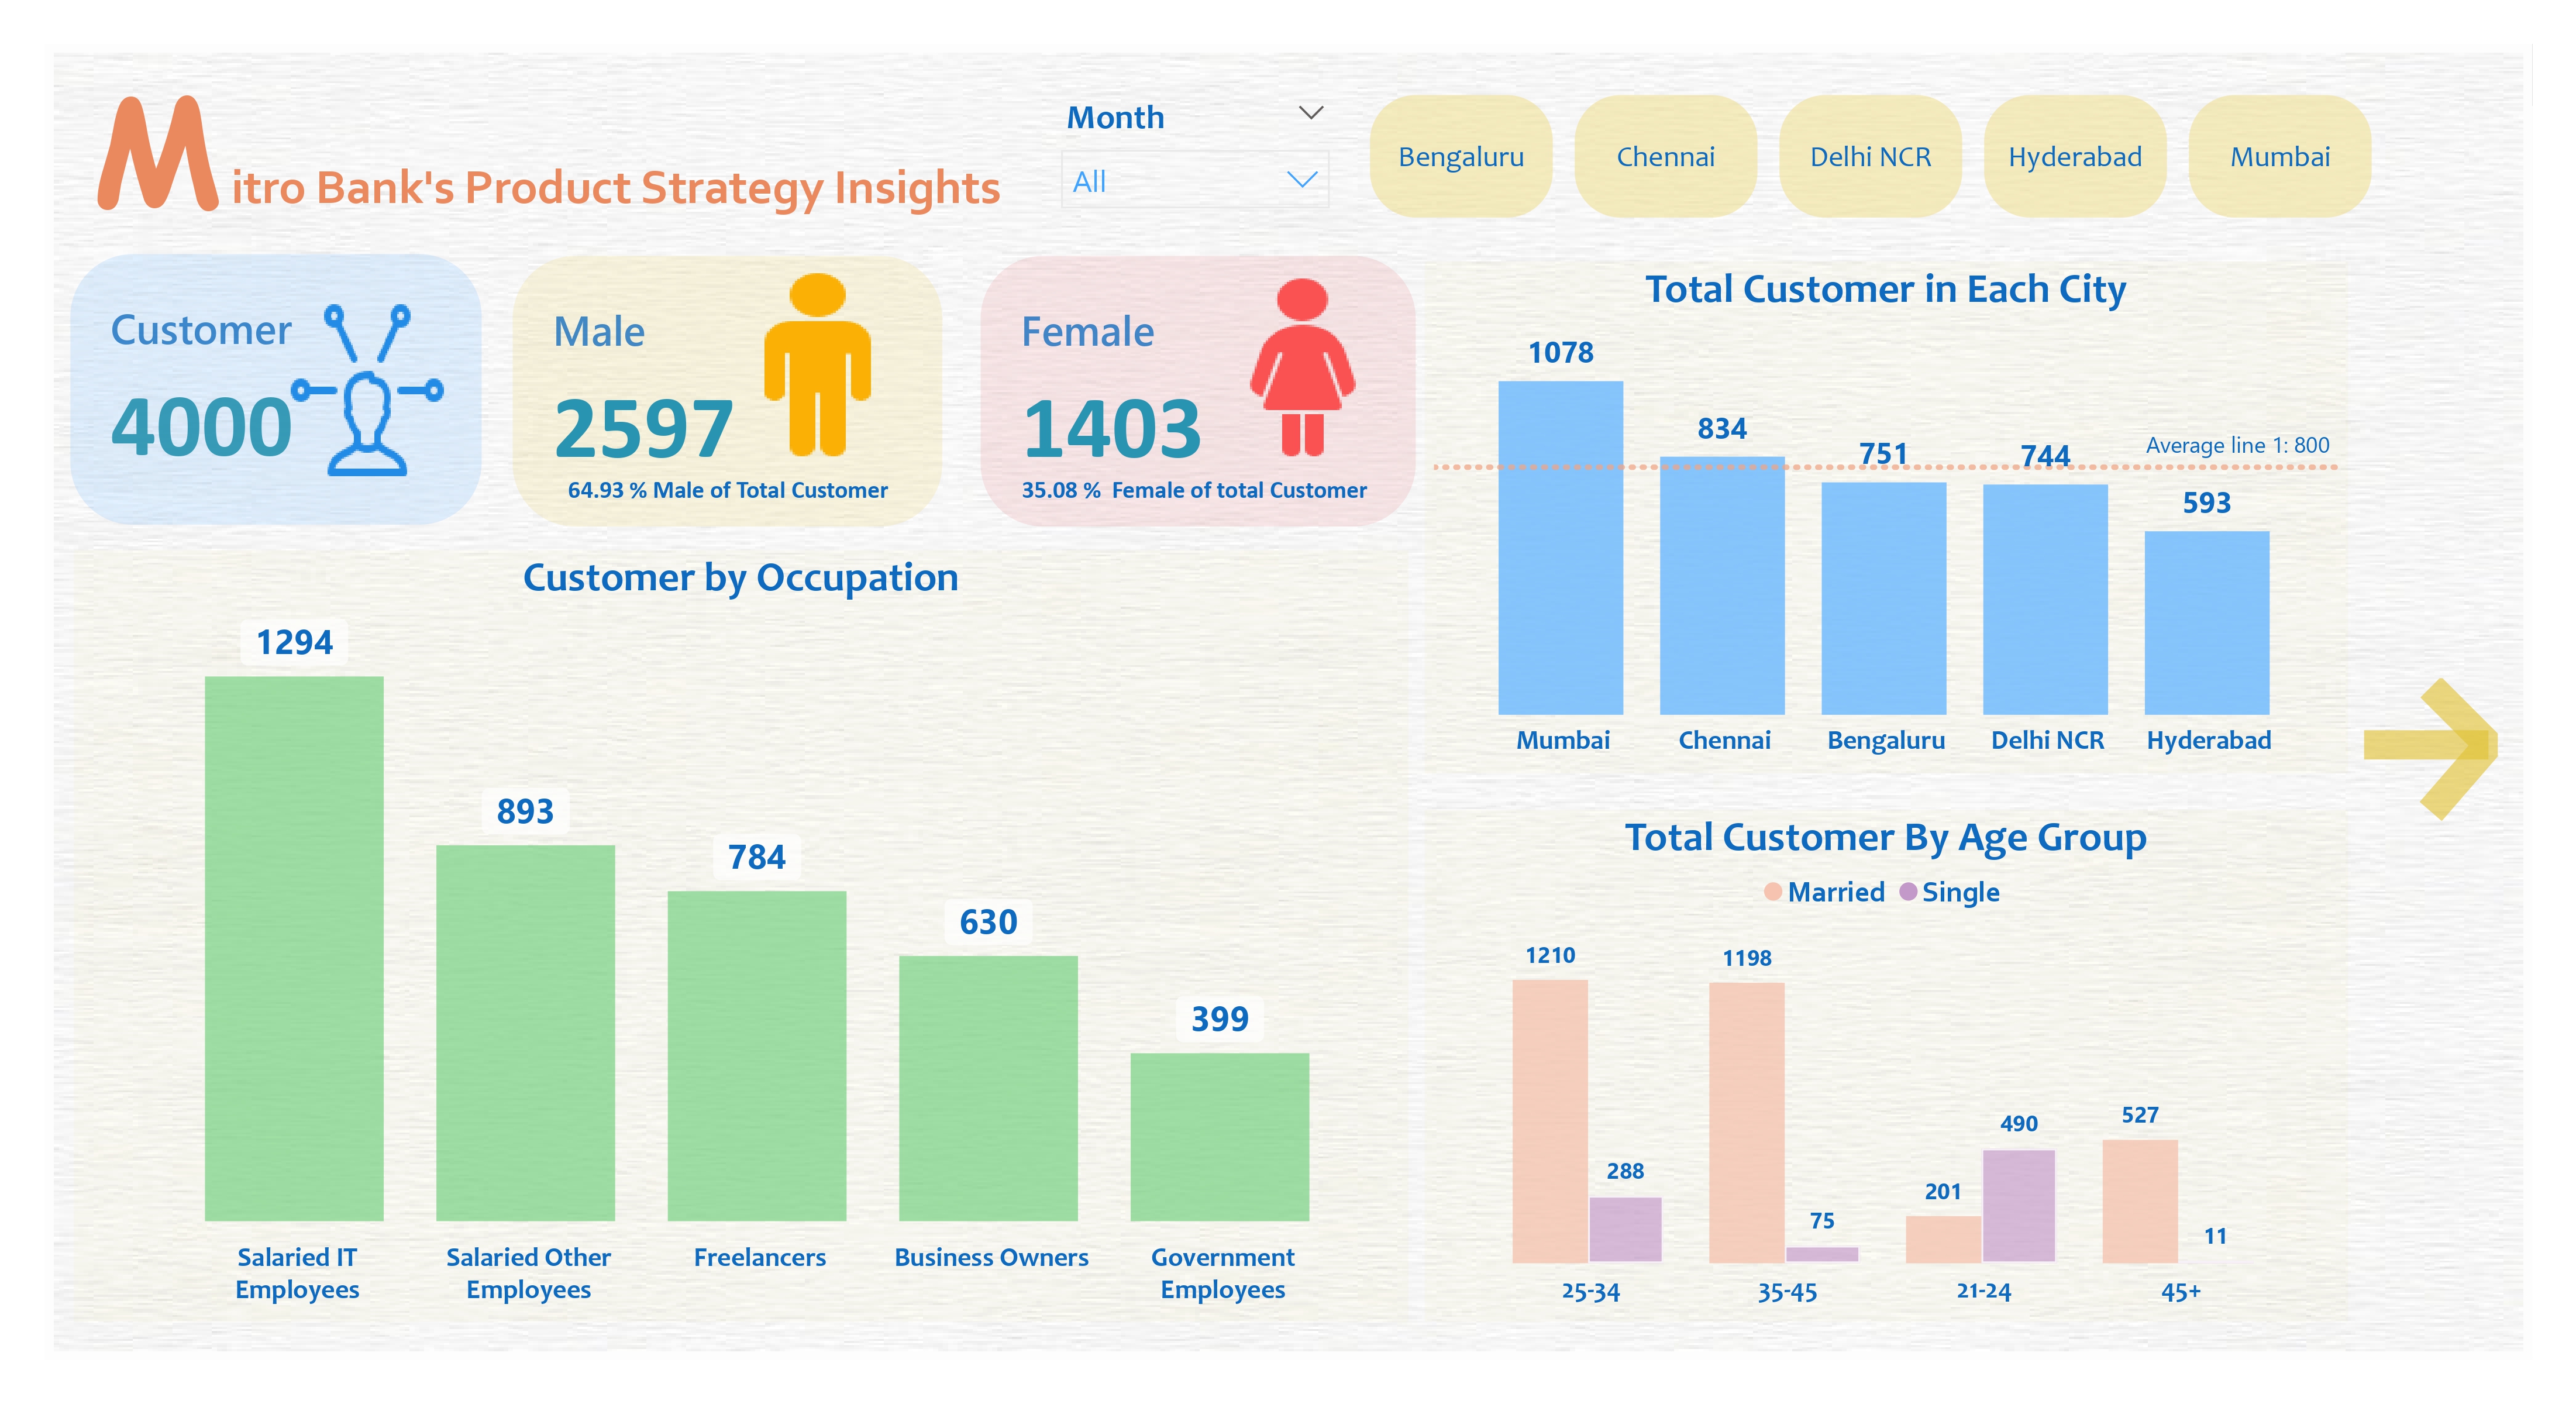 Mitro Bank's Product Strategy Insights
Month
All
Bengaluru
Chennai
Delhi NCR
Hyderabad
Mumbai
Customer
4000
Male
2597
64.93 % Male of Total Customer
Female
1403
35.08 % Female of total Customer
Total Customer in Each City
1078
834
751
744
593
Average line 1: 800
Mumbai
Chennai
Bengaluru
Delhi NCR
Hyderabad
Customer by Occupation
1294
893
784
630
399
Salaried IT
Employees
Salaried Other
Employees
Freelancers
Business Owners
Government
Employees
Total Customer By Age Group
Married
Single
1210
288
1198
75
201
490
527
11
25-34
35-45
21-24
45+